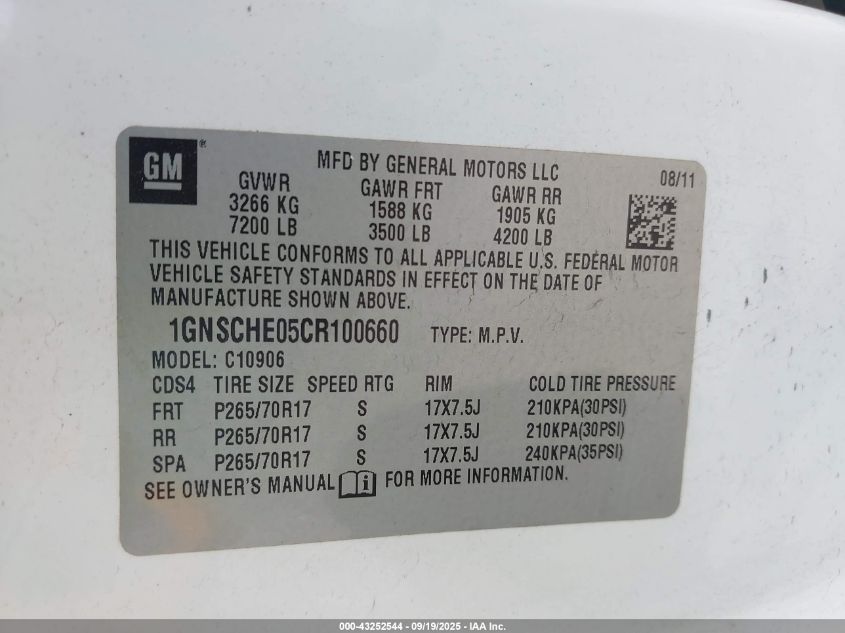 GM®
MFD BY GENERAL MOTORS LLC
08/11
GVWR GAWR FRT GAWR RR
3266 KG 1588 KG 1905 KG
7200 LB 3500 LB 4200 LB
THIS VEHICLE CONFORMS TO ALL APPLICABLE U.S. FEDERAL MOTOR
VEHICLE SAFETY STANDARDS IN EFFECT ON THE DATE OF
MANUFACTURE SHOWN ABOVE.
1GNSCHE05CR100660 TYPE: M.P.V.
MODEL: C10906
CDS4 TIRE SIZE SPEED RTG RIM COLD TIRE PRESSURE
FRT P265/70R17 S 17X7.5J 210KPA(30PSI)
RR P265/70R17 S 17X7.5J 210KPA(30PSI)
SPA P265/70R17 S 17X7.5J 240KPA(35PSI)
SEE OWNER'S MANUAL i FOR MORE INFORMATION.
000-43252544 - 09/19/2025 - IAA Inc.